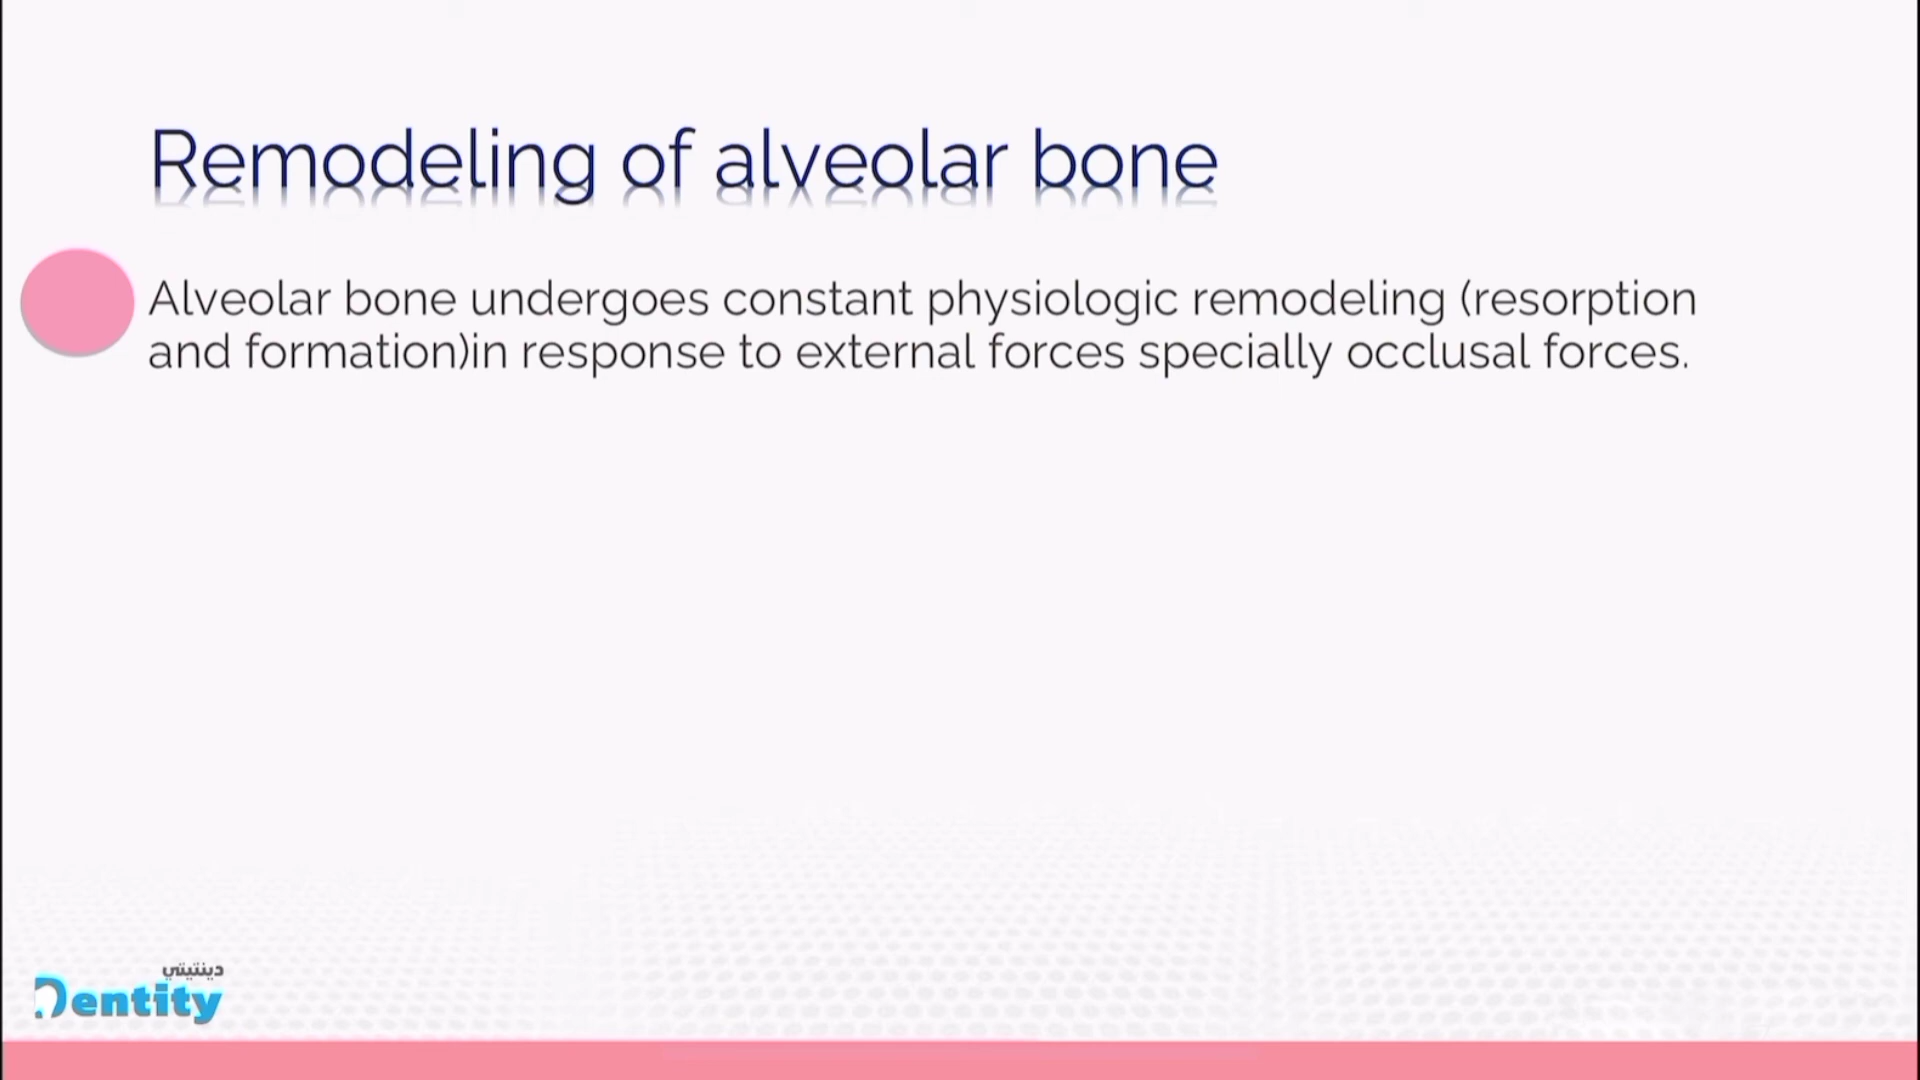 Remodeling of alveolar bone
Alveolar bone undergoes constant physiologic remodeling (resorption
and formation)in response to external forces specially occlusal forces.
دينتيتي
Dentity